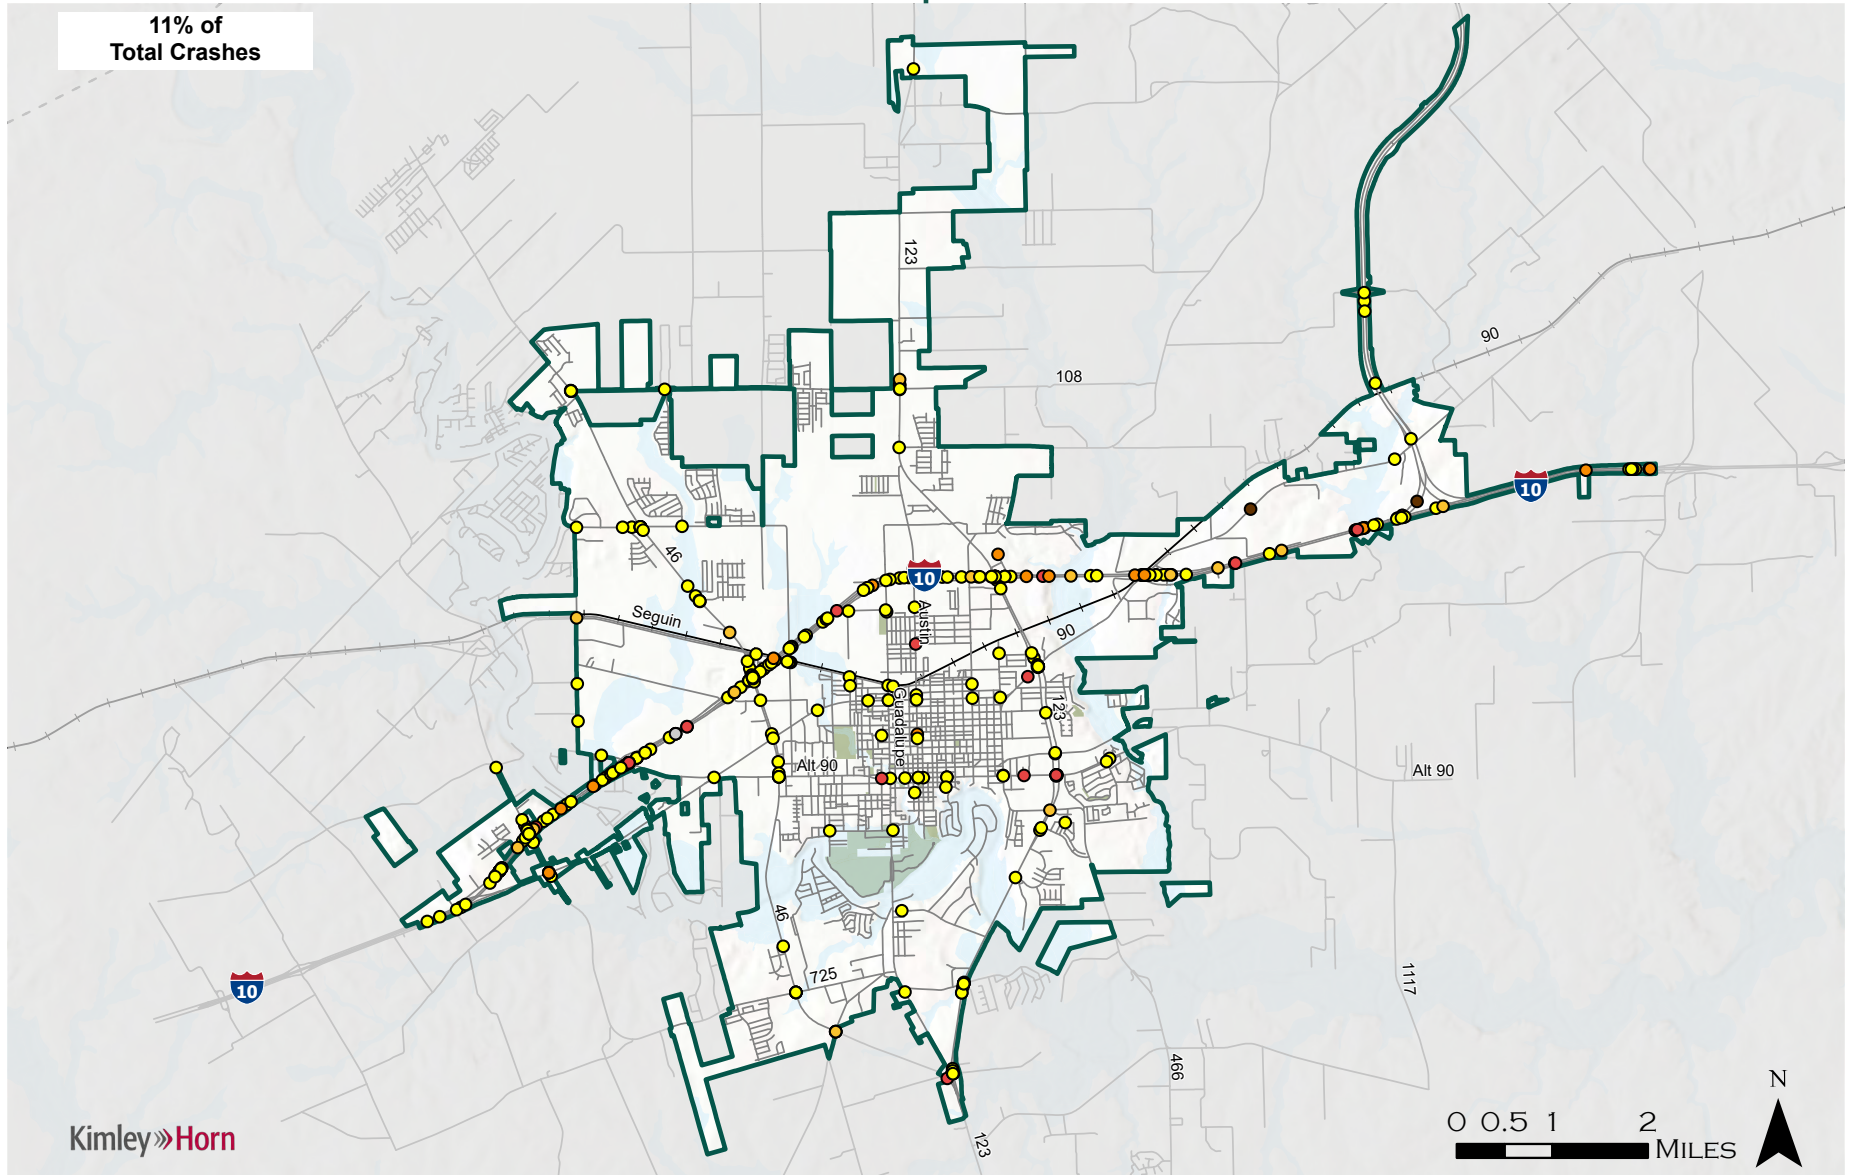 11% of
Total Crashes
123
90
108
10
46
10
Seguin
Austin
90
Guadalupe
123
Alt 90
Alt 90
46
725
1117
10
466
123
N
0 0.5 1 2
MILES
Kimley»Horn